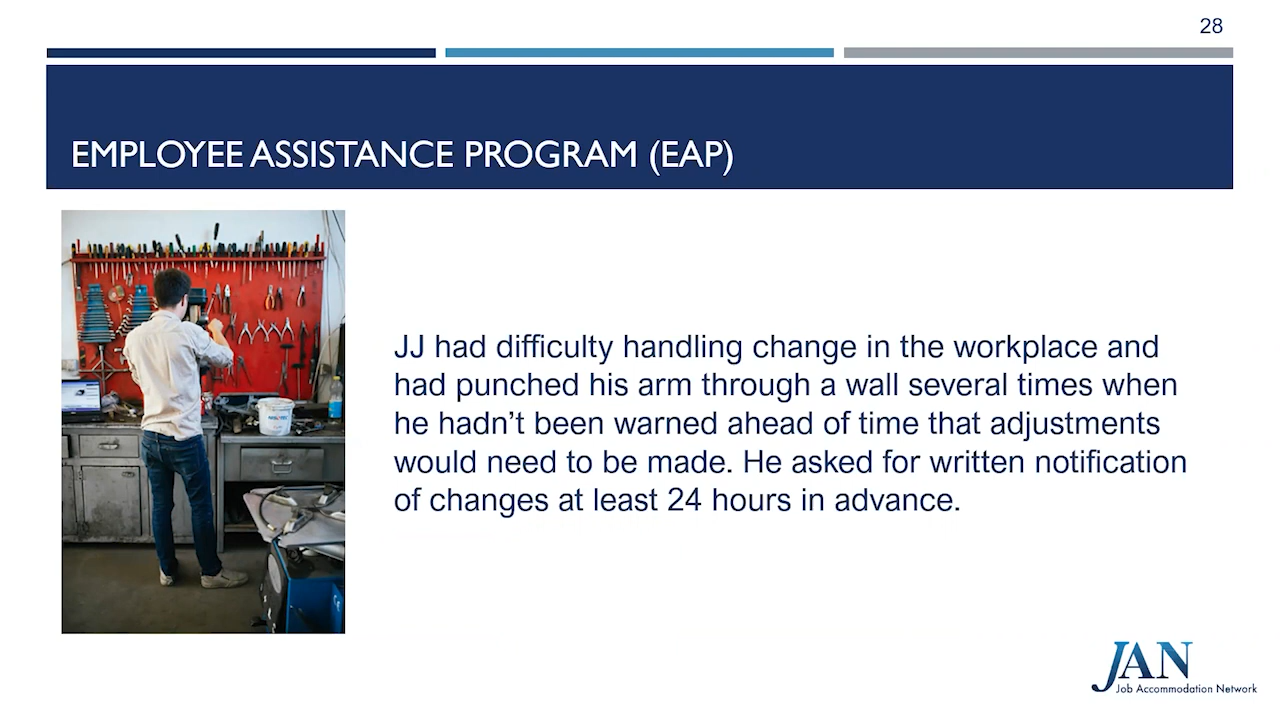 28
EMPLOYEE ASSISTANCE PROGRAM (EAP)
JJ had difficulty handling change in the workplace and
had punched his arm through a wall several times when
he hadn’t been warned ahead of time that adjustments
would need to be made. He asked for written notification
of changes at least 24 hours in advance.
JAN
Job Accommodation Network